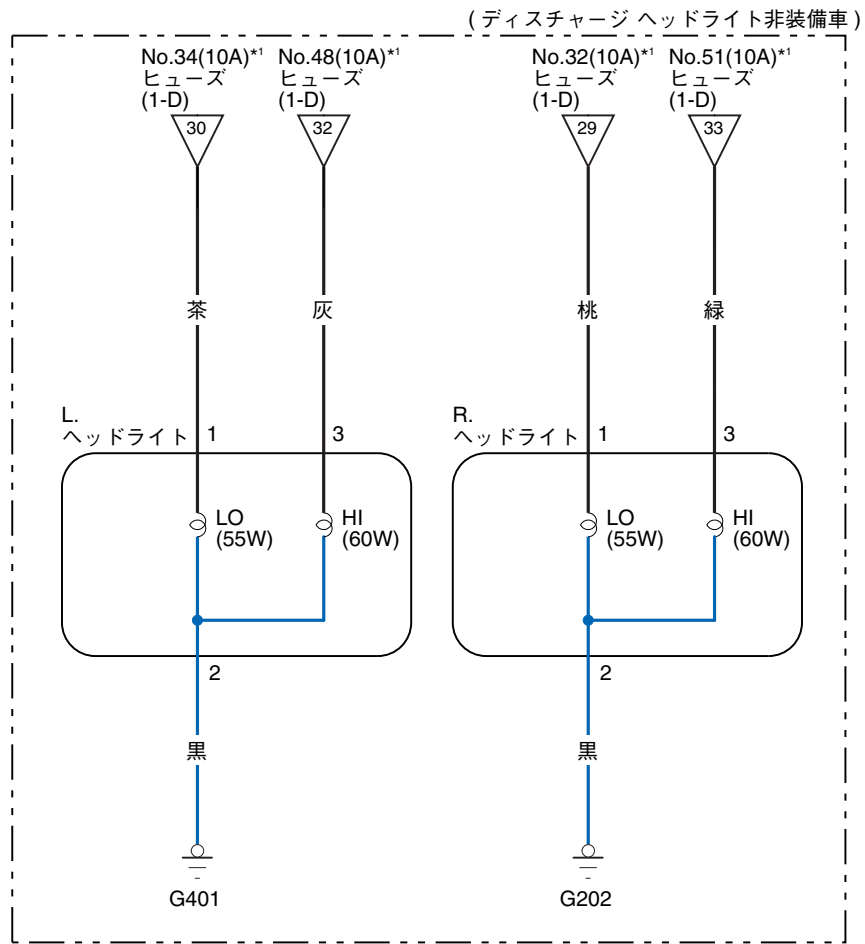 (ディスチャージ ヘッドライト非装備車)
No.34(10A)*1
ヒューズ
(1-D)
No.48(10A)*1
ヒューズ
(1-D)
No.32(10A)*1
ヒューズ
(1-D)
No.51(10A)*1
ヒューズ
(1-D)
30
32
29
33
茶
灰
桃
緑
L.
ヘッドライト
1
3
R.
ヘッドライト
1
3
LO
(55W)
HI
(60W)
LO
(55W)
HI
(60W)
2
2
黒
黒
G401
G202